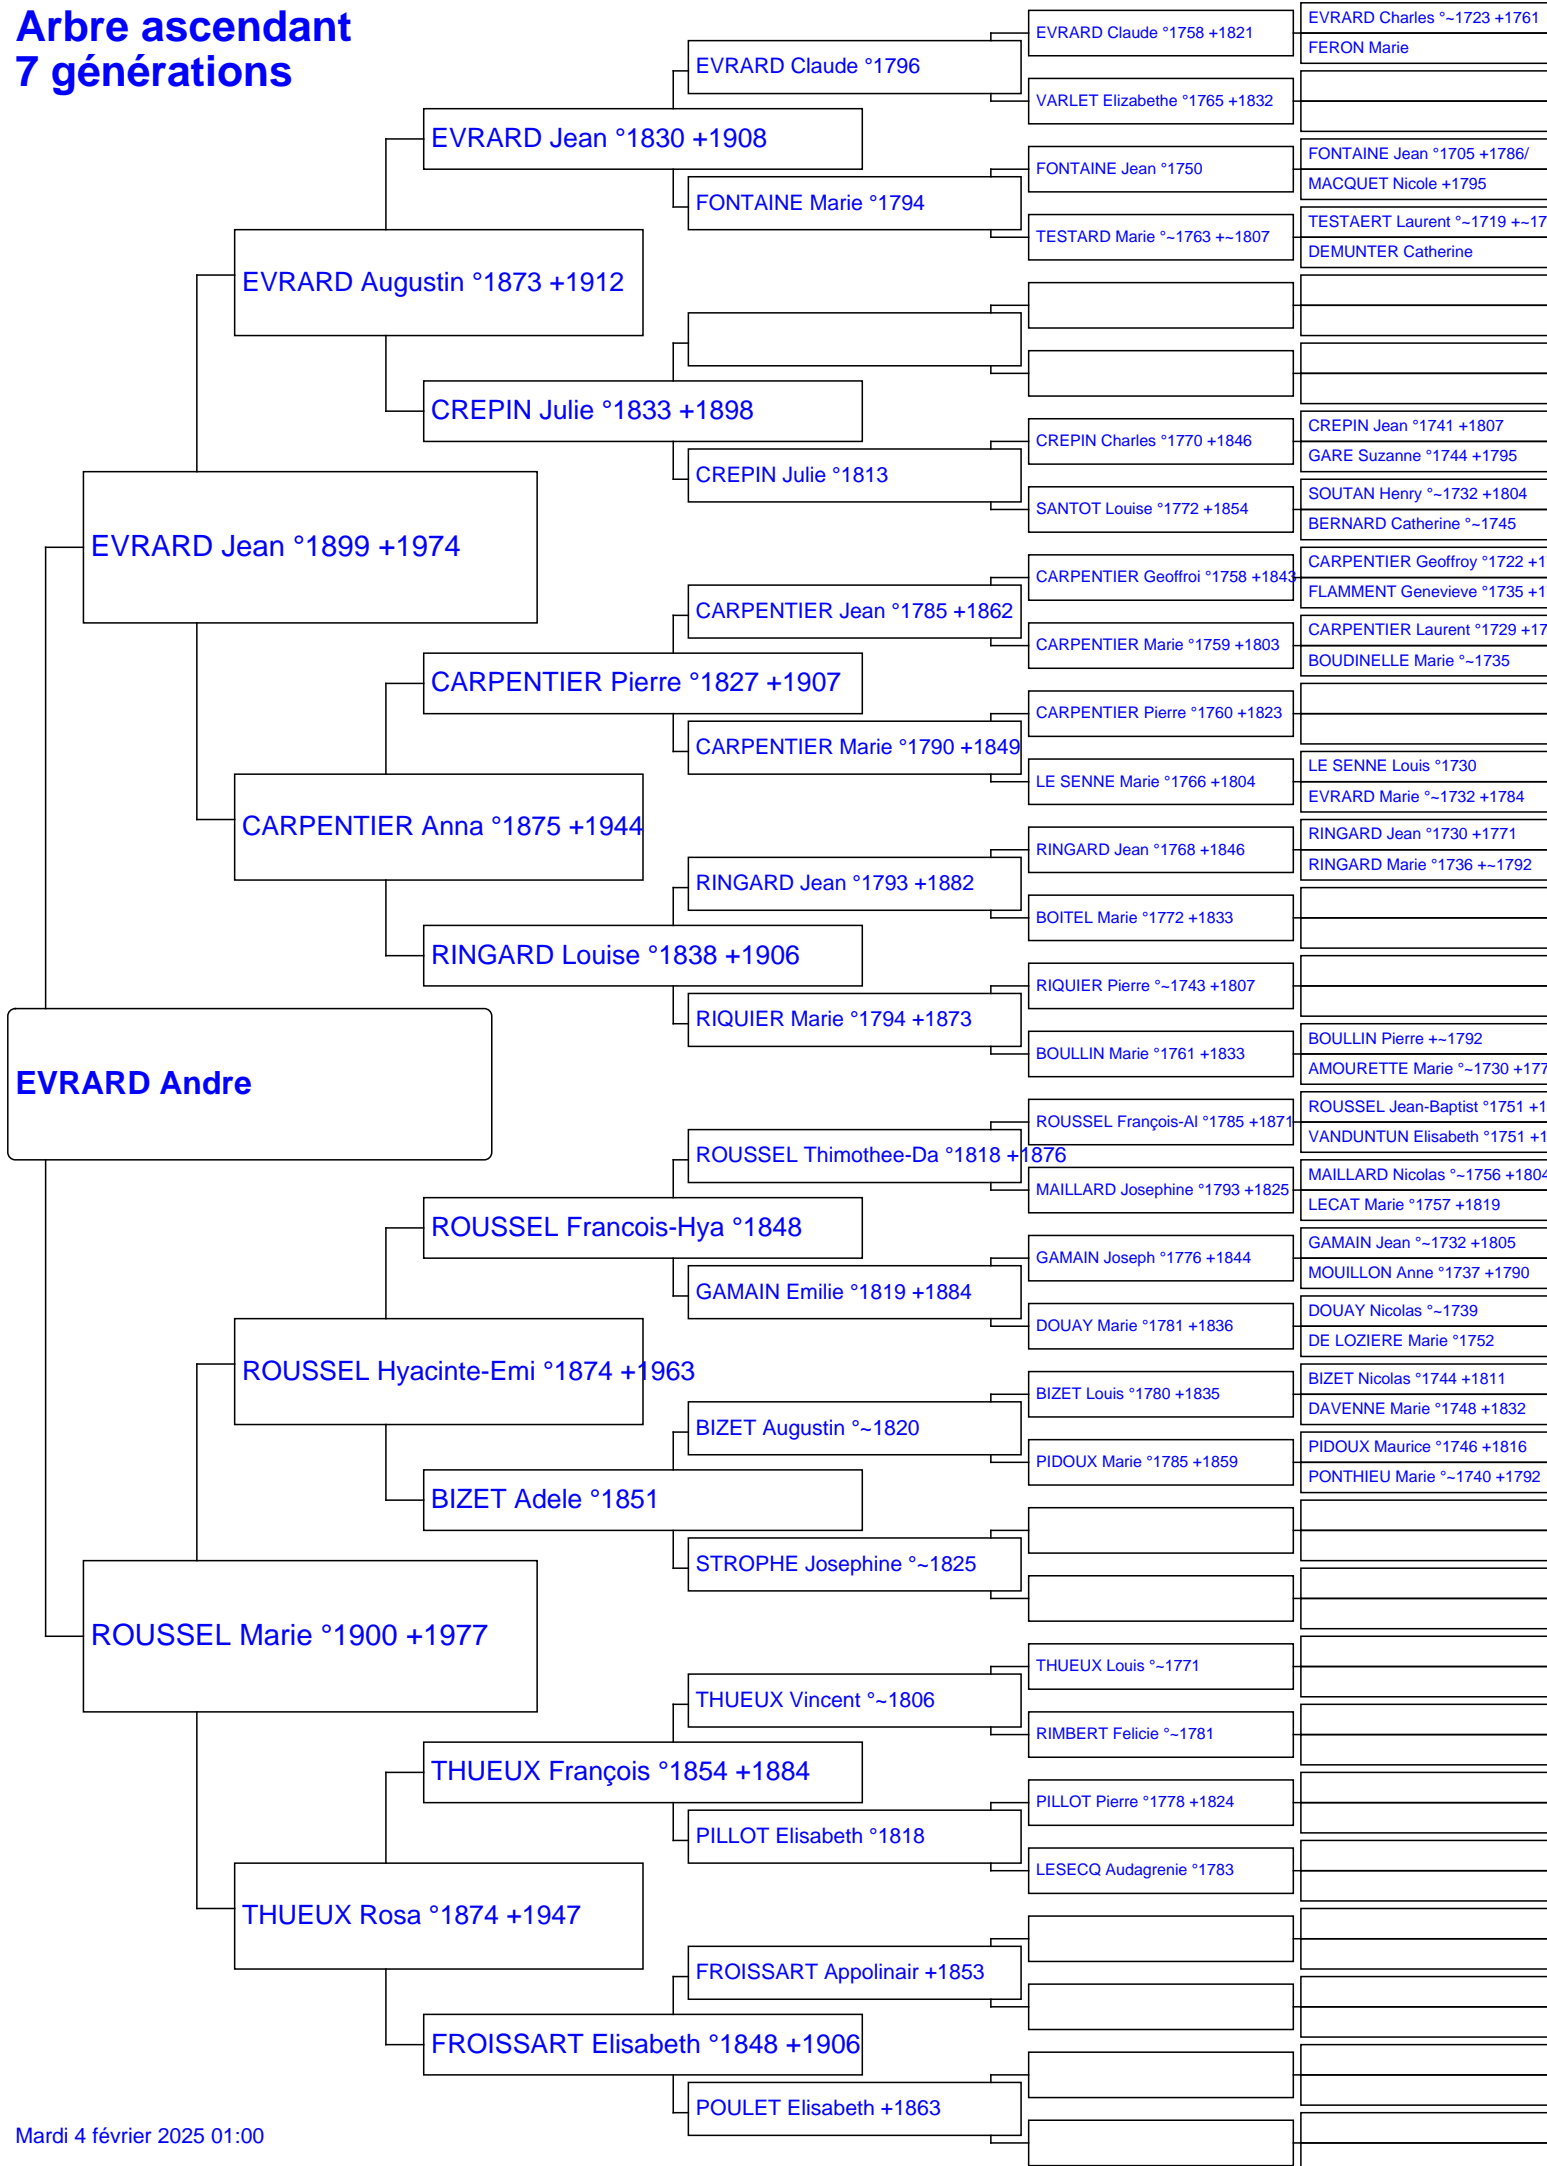 Arbre ascendant
7 générations
EVRARD Andre
EVRARD Jean °1899 +1974
ROUSSEL Marie °1900 +1977
EVRARD Augustin °1873 +1912
CARPENTIER Anna °1875 +1944
ROUSSEL Hyacinte-Emi °1874 +1963
THUEUX Rosa °1874 +1947
EVRARD Jean °1830 +1908
CREPIN Julie °1833 +1898
CARPENTIER Pierre °1827 +1907
RINGARD Louise °1838 +1906
ROUSSEL Francois-Hya °1848
BIZET Adele °1851
THUEUX François °1854 +1884
FROISSART Elisabeth °1848 +1906
EVRARD Claude °1796
FONTAINE Marie °1794
CREPIN Julie °1813
CARPENTIER Jean °1785 +1862
CARPENTIER Marie °1790 +1849
RINGARD Jean °1793 +1882
RIQUIER Marie °1794 +1873
ROUSSEL Thimothee-Da °1818 +1876
GAMAIN Emilie °1819 +1884
BIZET Augustin °~1820
STROPHE Josephine °~1825
THUEUX Vincent °~1806
PILLOT Elisabeth °1818
FROISSART Appolinair +1853
POULET Elisabeth +1863
EVRARD Claude °1758 +1821
VARLET Elizabethe °1765 +1832
FONTAINE Jean °1750
TESTARD Marie °~1763 +~1807
CREPIN Charles °1770 +1846
SANTOT Louise °1772 +1854
CARPENTIER Geoffroi °1758 +1843
CARPENTIER Marie °1759 +1803
CARPENTIER Pierre °1760 +1823
LE SENNE Marie °1766 +1804
RINGARD Jean °1768 +1846
BOITEL Marie °1772 +1833
RIQUIER Pierre °~1743 +1807
BOULLIN Marie °1761 +1833
ROUSSEL François-Al °1785 +1871
MAILLARD Josephine °1793 +1825
GAMAIN Joseph °1776 +1844
DOUAY Marie °1781 +1836
BIZET Louis °1780 +1835
PIDOUX Marie °1785 +1859
THUEUX Louis °~1771
RIMBERT Felicie °~1781
PILLOT Pierre °1778 +1824
LESECQ Audagrenie °1783
EVRARD Charles °~1723 +1761
FERON Marie
FONTAINE Jean °1705 +1786/
MACQUET Nicole +1795
TESTAERT Laurent °~1719 +~17
DEMUNTER Catherine
CREPIN Jean °1741 +1807
GARE Suzanne °1744 +1795
SOUTAN Henry °~1732 +1804
BERNARD Catherine °~1745
CARPENTIER Geoffroy °1722 +1
FLAMMENT Genevieve °1735 +1
CARPENTIER Laurent °1729 +17
BOUDINELLE Marie °~1735
LE SENNE Louis °1730
EVRARD Marie °~1732 +1784
RINGARD Jean °1730 +1771
RINGARD Marie °1736 +~1792
BOULLIN Pierre +~1792
AMOURETTE Marie °~1730 +177
ROUSSEL Jean-Baptist °1751 +1
VANDUNTUN Elisabeth °1751 +1
MAILLARD Nicolas °~1756 +1804
LECAT Marie °1757 +1819
GAMAIN Jean °~1732 +1805
MOUILLON Anne °1737 +1790
DOUAY Nicolas °~1739
DE LOZIERE Marie °1752
BIZET Nicolas °1744 +1811
DAVENNE Marie °1748 +1832
PIDOUX Maurice °1746 +1816
PONTHIEU Marie °~1740 +1792
Mardi 4 février 2025 01:00